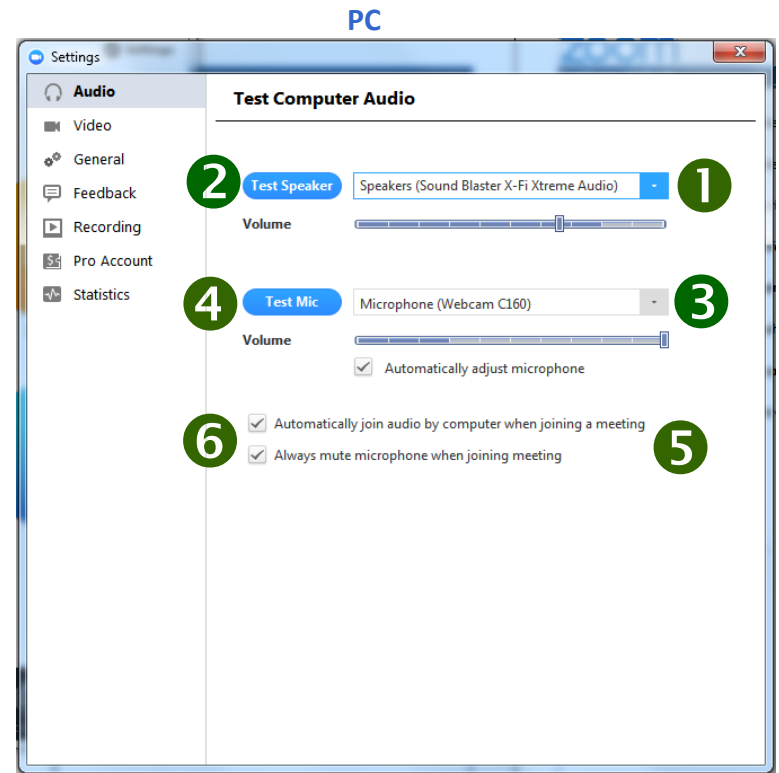 PC
zoom
Settings
Settings
Audio
Video
General
Feedback
Recording
Pro Account
Statistics
Test Computer Audio
2 Test Speaker Speakers (Sound Blaster X-Fi Xtreme Audio) 1
Volume
4 Test Mic Microphone (Webcam C160) 3
Volume
Automatically adjust microphone
6 Automatically join audio by computer when joining a meeting
Always mute microphone when joining meeting 5